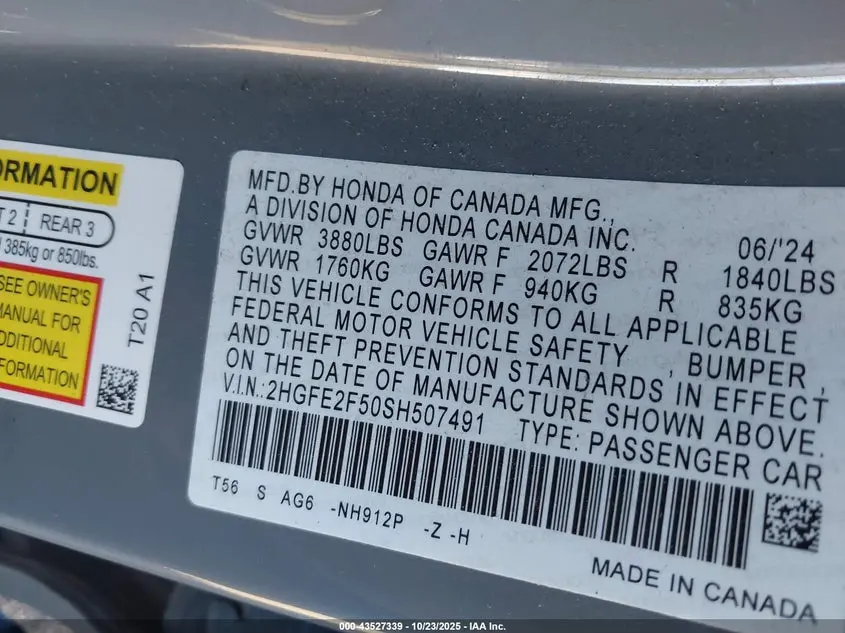 ORMATION
T 2 | REAR 3
385kg or 850lbs.
SEE OWNER'S
MANUAL FOR
ADDITIONAL
INFORMATION
T20 A1
MFD.BY HONDA OF CANADA MFG.,
A DIVISION OF HONDA CANADA INC. 06/'24
GVWR 3880LBS GAWR F 2072LBS R 1840LBS
GVWR 1760KG GAWR F 940KG R 835KG
THIS VEHICLE CONFORMS TO ALL APPLICABLE
FEDERAL MOTOR VEHICLE SAFETY , BUMPER ,
AND THEFT PREVENTION STANDARDS IN EFFECT
ON THE DATE OF MANUFACTURE SHOWN ABOVE.
V.I.N.:2HGFE2F50SH507491 TYPE: PASSENGER CAR
T56 S AG6 -NH912P -Z -H
MADE IN CANADA
000-43527339 - 10/23/2025 - IAA Inc.